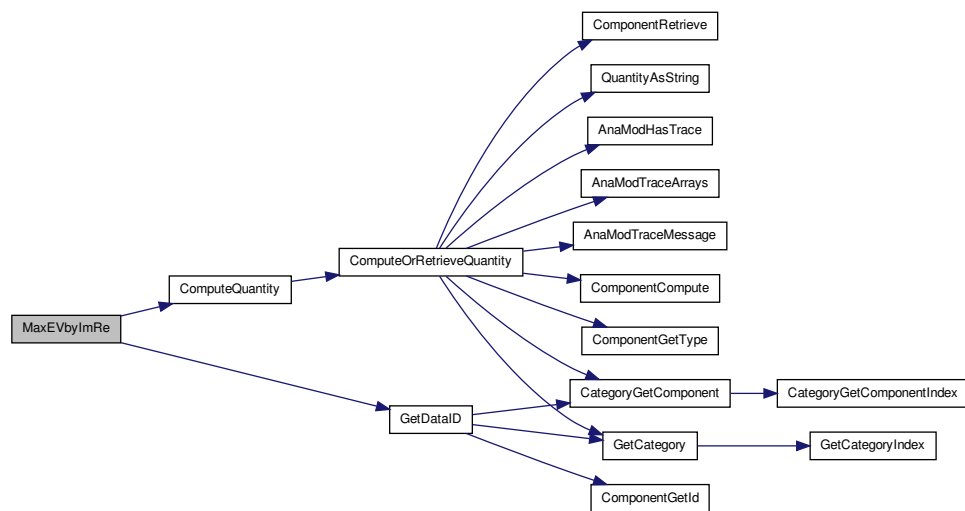 ComponentRetrieve
QuantityAsString
AnaModHasTrace
AnaModTraceArrays
AnaModTraceMessage
ComputeOrRetrieveQuantity
ComputeQuantity
ComponentCompute
MaxEVbyImRe
ComponentGetType
CategoryGetComponent
CategoryGetComponentIndex
GetDataID
GetCategory
GetCategoryIndex
ComponentGetId